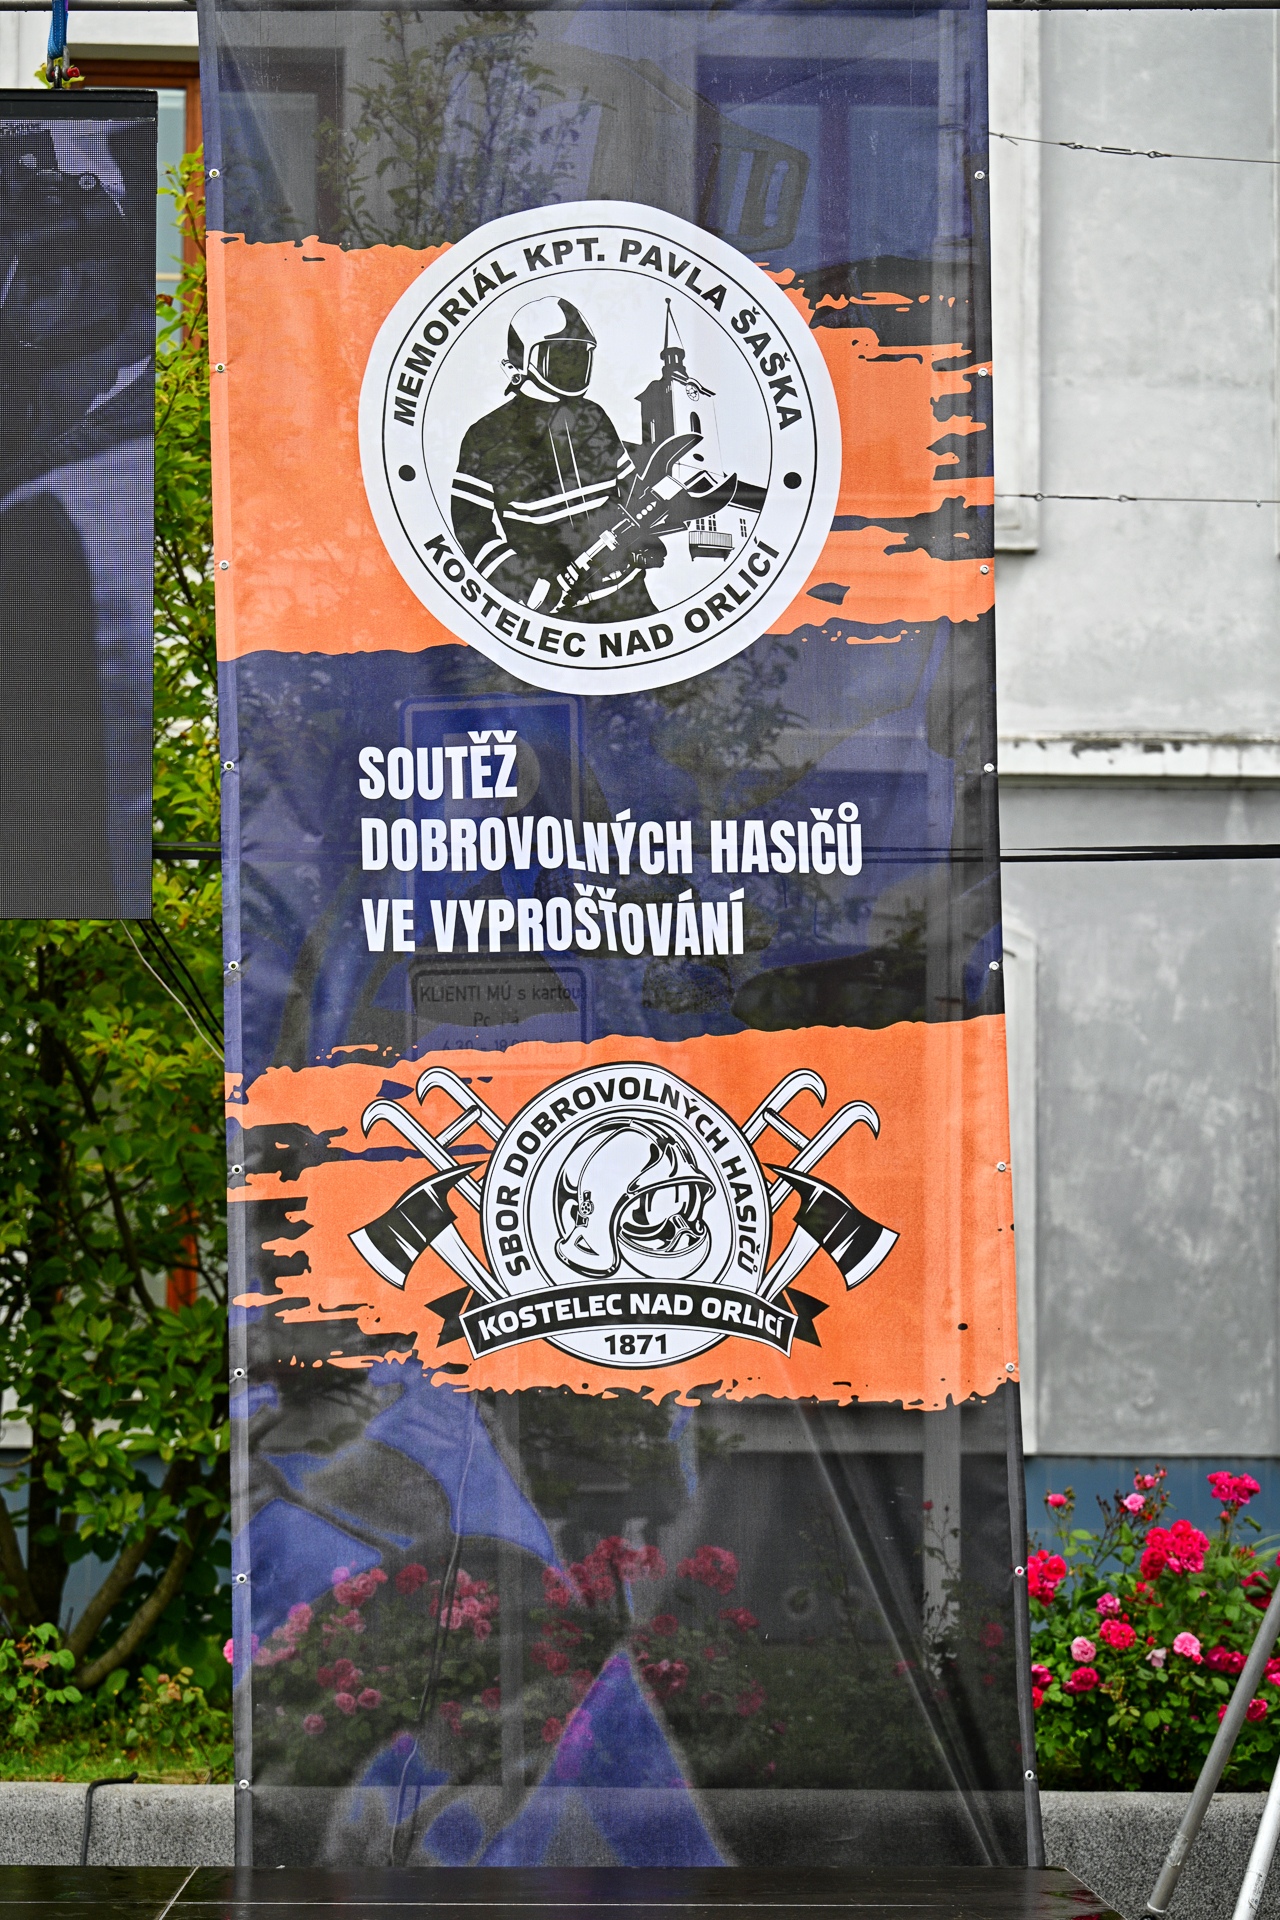 MEMORIÁL KPT. PAVLA ŠAŠKA
KOSTELEC NAD ORLICÍ
SOUTĚŽ
DOBROVOLNÝCH HASIČŮ
VE VYPROŠŤOVÁNÍ
KLIENTI MÚ s kartou
SBOR DOBROVOLNÝCH HASIČŮ
KOSTELEC NAD ORLICÍ
1871